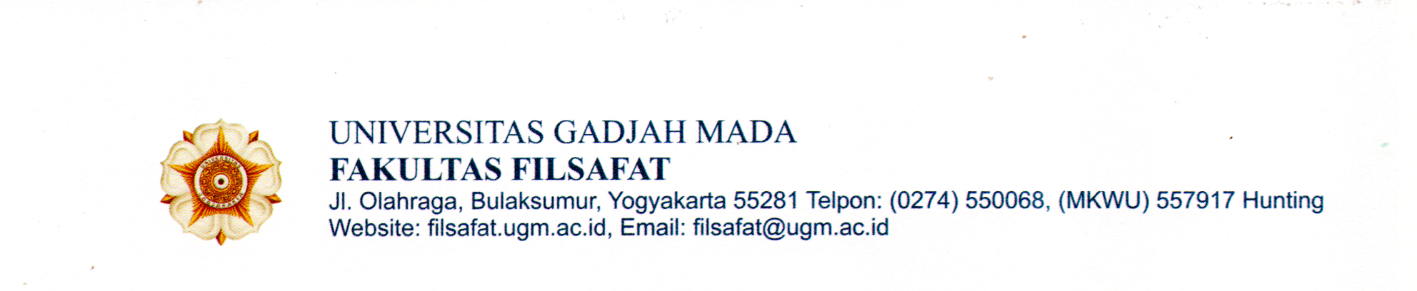 UNIVERSITAS GADJAH MADA
FAKULTAS FILSAFAT
Jl. Olahraga, Bulaksumur, Yogyakarta 55281 Telpon: (0274) 550068, (MKWU) 557917 Hunting
Website: filsafat.ugm.ac.id, Email: filsafat@ugm.ac.id